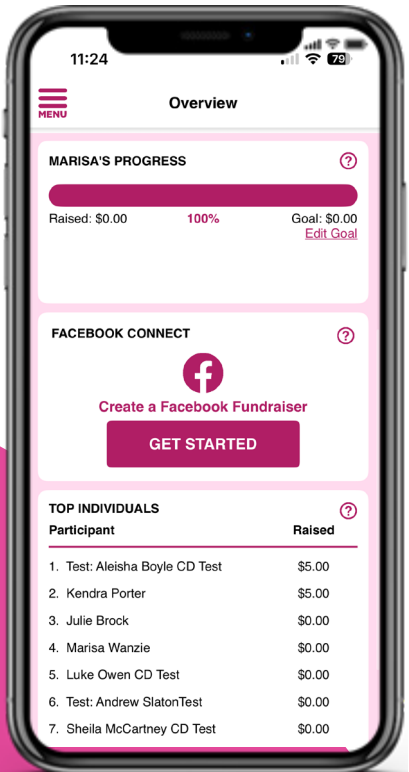 11:24
79
MENU
Overview
MARISA'S PROGRESS
?
Raised: $0.00 100% Goal: $0.00
Edit Goal
FACEBOOK CONNECT
?
f
Create a Facebook Fundraiser
GET STARTED
TOP INDIVIDUALS
?
Participant Raised
1. Test: Aleisha Boyle CD Test $5.00
2. Kendra Porter $5.00
3. Julie Brock $0.00
4. Marisa Wanzie $0.00
5. Luke Owen CD Test $0.00
6. Test: Andrew SlatonTest $0.00
7. Sheila McCartney CD Test $0.00